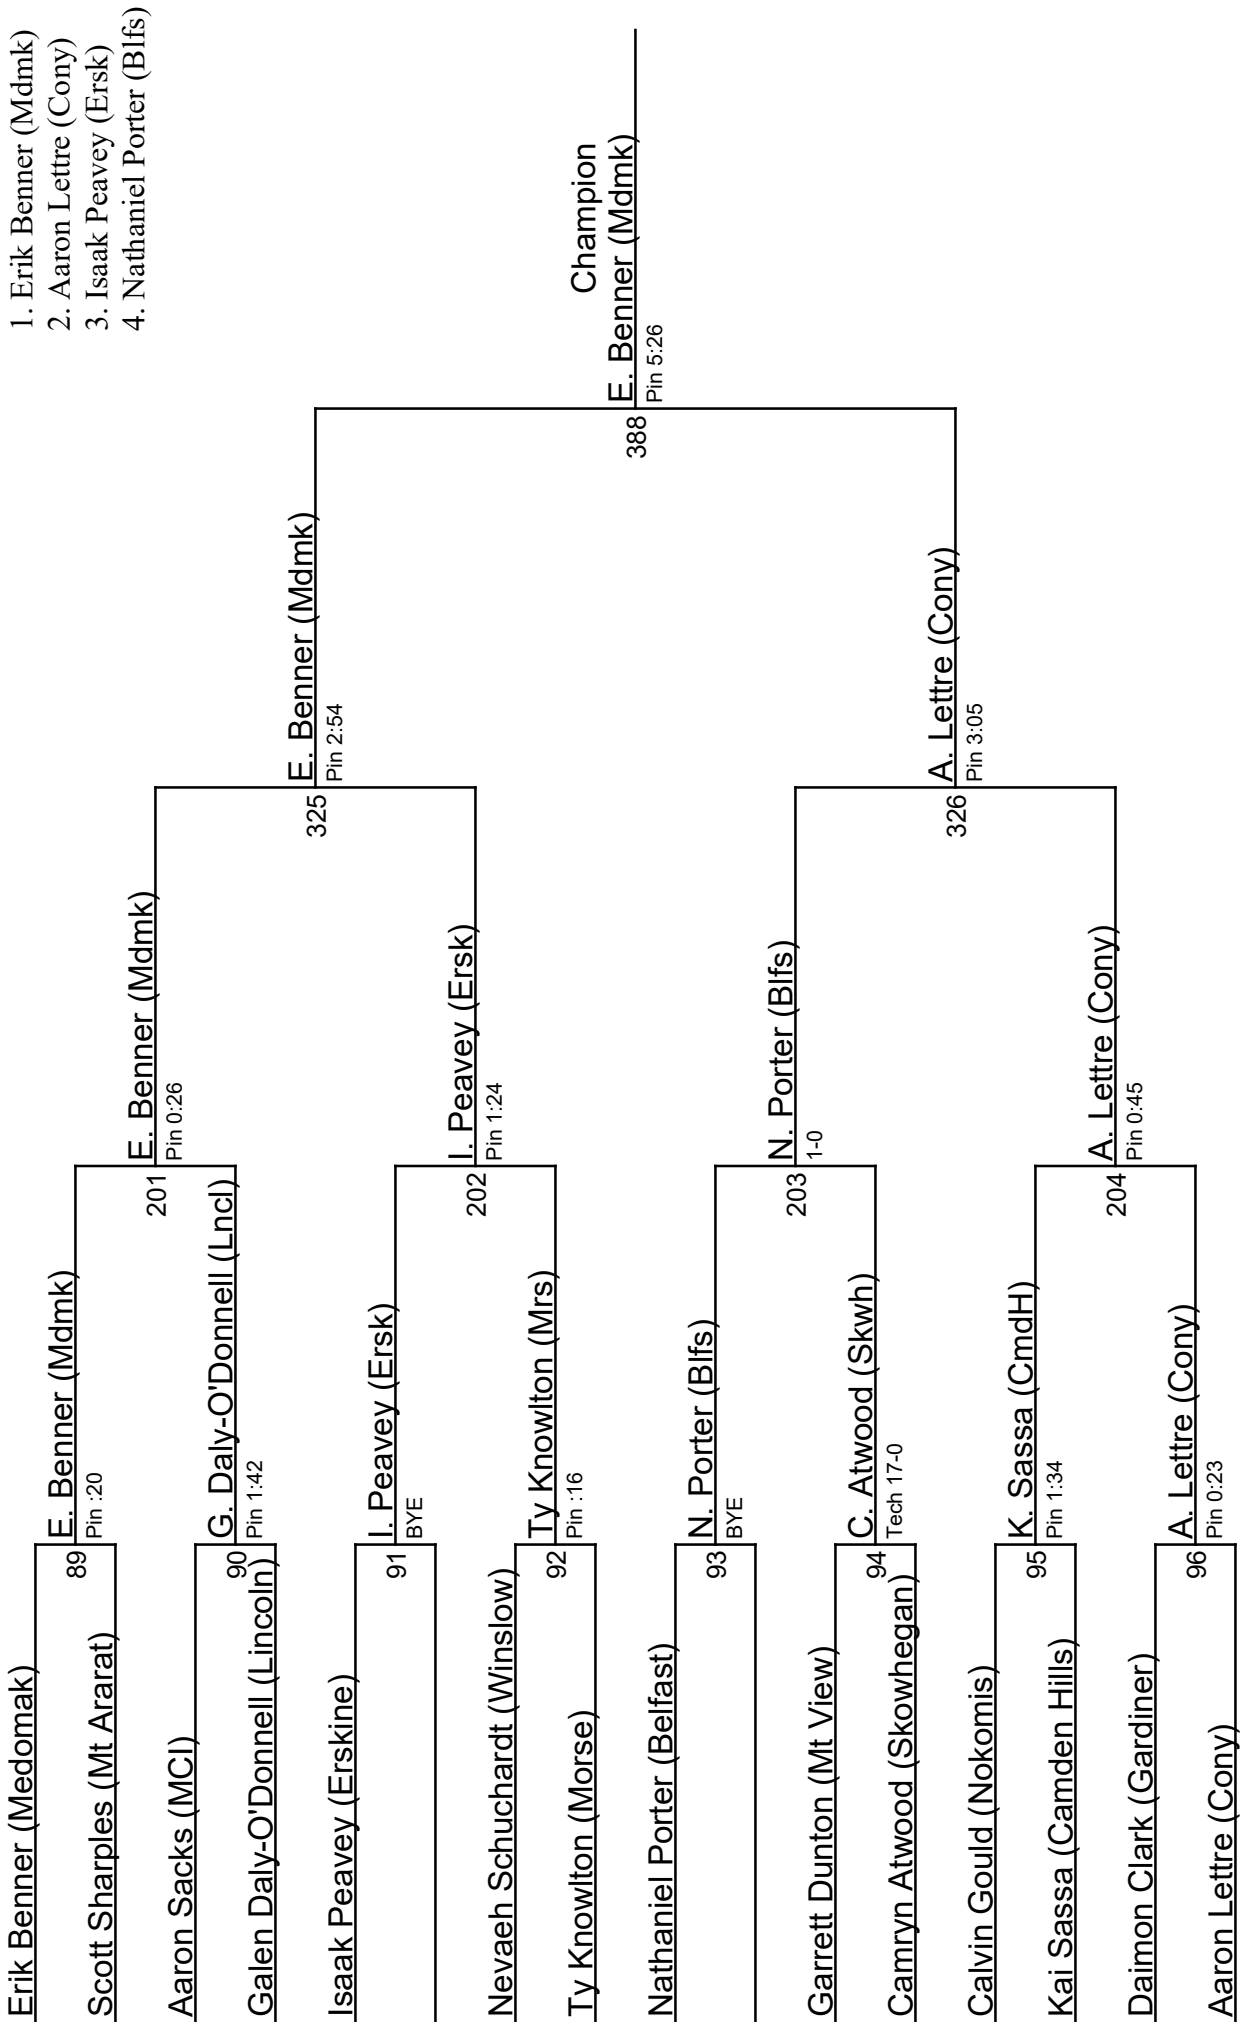 1. Erik Benner (Mdmk)
2. Aaron Lettre (Cony)
3. Isaak Peavey (Ersk)
4. Nathaniel Porter (Blfs)
Erik Benner (Medomak)
Scott Sharples (Mt Ararat)
Aaron Sacks (MCI)
Galen Daly-O'Donnell (Lincoln)
Isaak Peavey (Erskine)
Nevaeh Schuchardt (Winslow)
Ty Knowlton (Morse)
Nathaniel Porter (Belfast)
Garrett Dunton (Mt View)
Camryn Atwood (Skowhegan)
Calvin Gould (Nokomis)
Kai Sassa (Camden Hills)
Daimon Clark (Gardiner)
Aaron Lettre (Cony)
89
E. Benner (Mdmk)
Pin :20
90
G. Daly-O'Donnell (Lncl)
Pin 1:42
91
I. Peavey (Ersk)
BYE
92
Ty Knowlton (Mrs)
Pin :16
93
N. Porter (Blfs)
BYE
94
C. Atwood (Skwh)
Tech 17-0
95
K. Sassa (CmdH)
Pin 1:34
96
A. Lettre (Cony)
Pin 0:23
201
E. Benner (Mdmk)
Pin 0:26
202
I. Peavey (Ersk)
Pin 1:24
203
N. Porter (Blfs)
1-0
204
A. Lettre (Cony)
Pin 0:45
325
E. Benner (Mdmk)
Pin 2:54
326
A. Lettre (Cony)
Pin 3:05
388
Champion
E. Benner (Mdmk)
Pin 5:26